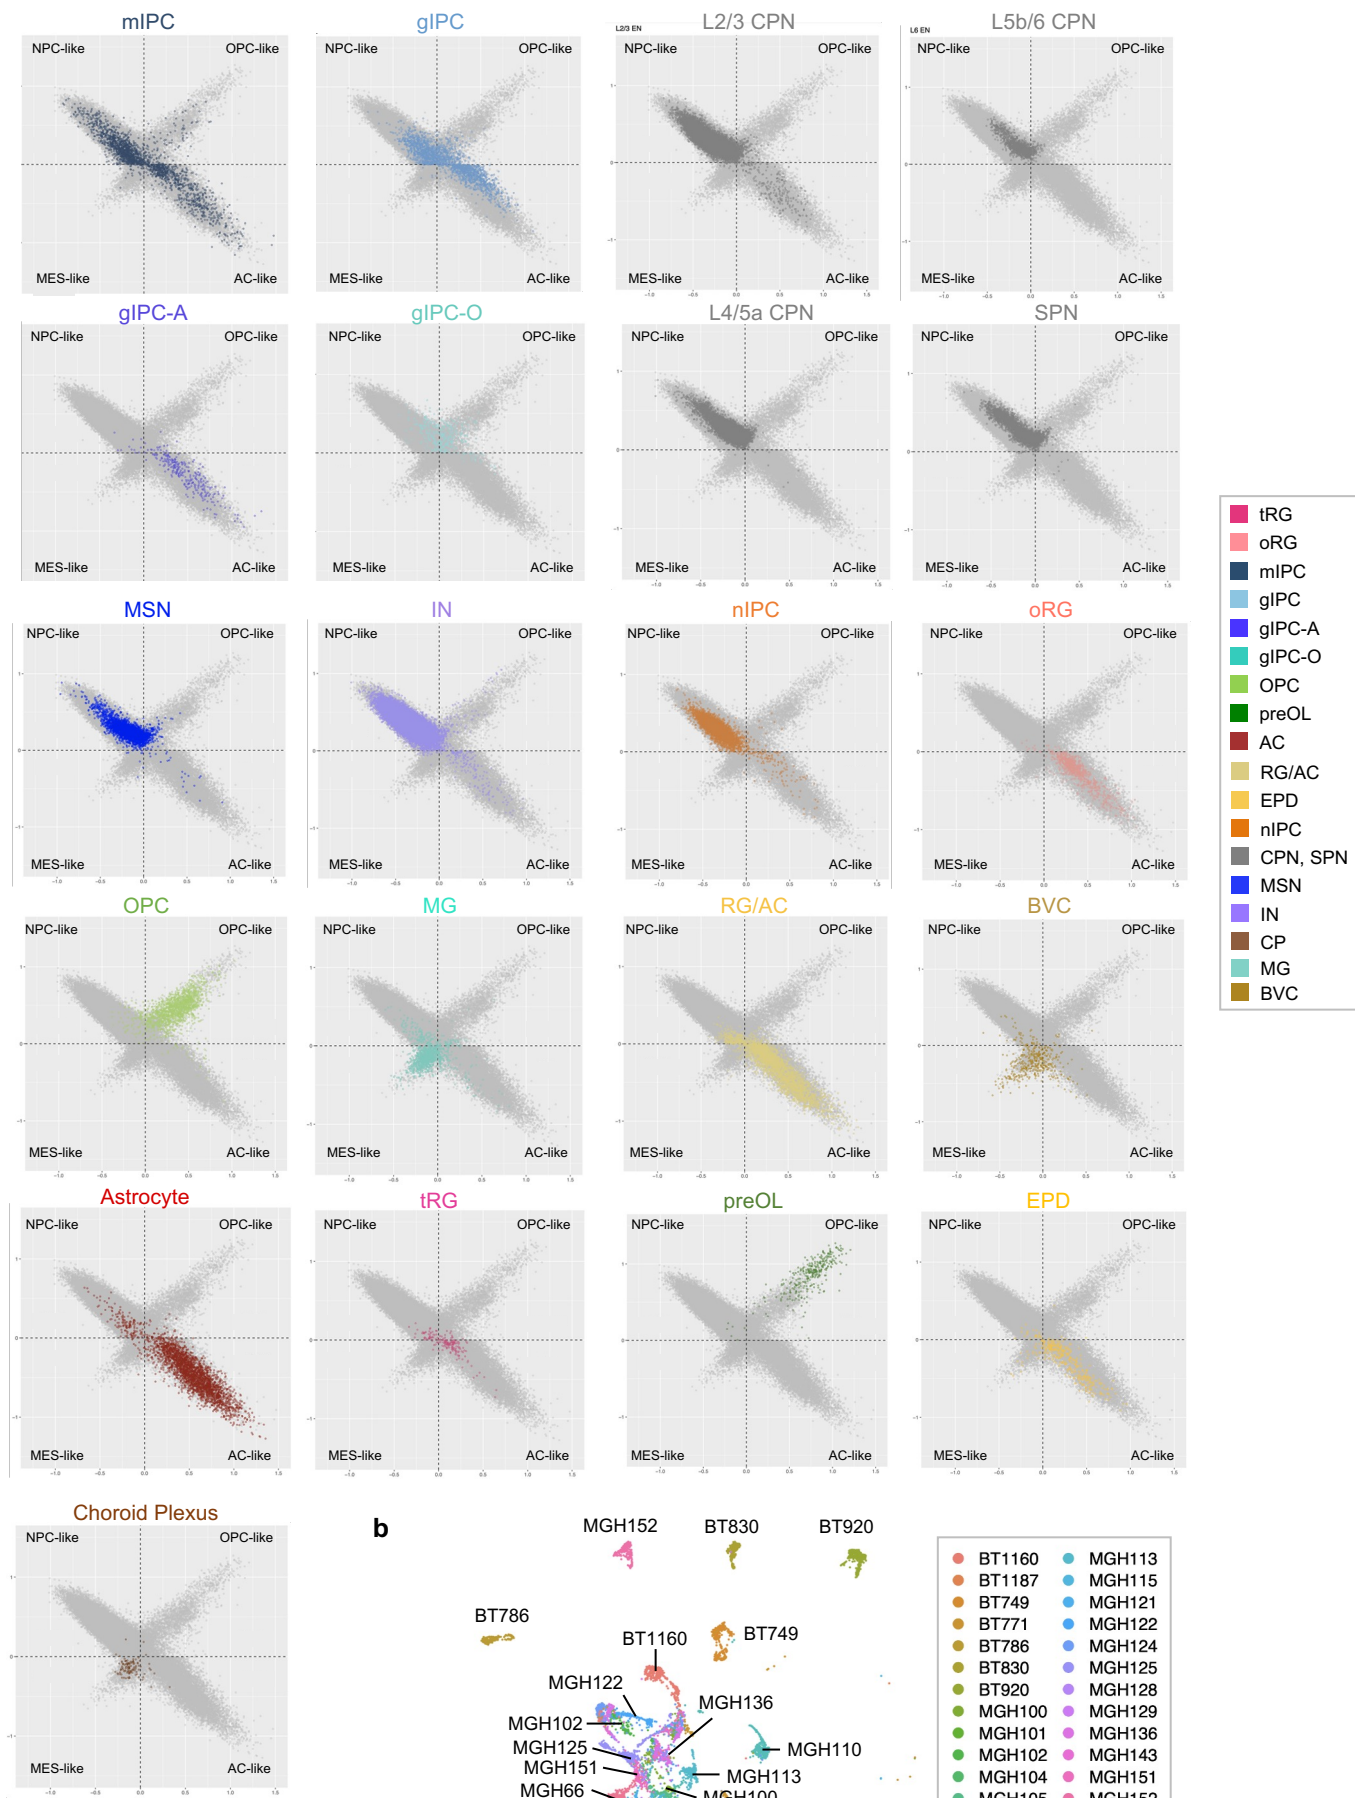 mIPC
NPC-like
OPC-like
MES-like
AC-like
gIPC
NPC-like
OPC-like
MES-like
AC-like
L2/3 EN
L2/3 CPN
NPC-like
OPC-like
MES-like
AC-like
L6 EN
L5b/6 CPN
NPC-like
OPC-like
MES-like
AC-like
gIPC-A
NPC-like
OPC-like
MES-like
AC-like
gIPC-O
NPC-like
OPC-like
MES-like
AC-like
L4/5a CPN
NPC-like
OPC-like
MES-like
AC-like
SPN
NPC-like
OPC-like
MES-like
AC-like
MSN
NPC-like
OPC-like
MES-like
AC-like
IN
NPC-like
OPC-like
MES-like
AC-like
nIPC
NPC-like
OPC-like
MES-like
AC-like
oRG
NPC-like
OPC-like
MES-like
AC-like
OPC
NPC-like
OPC-like
MES-like
AC-like
MG
NPC-like
OPC-like
MES-like
AC-like
RG/AC
NPC-like
OPC-like
MES-like
AC-like
BVC
NPC-like
OPC-like
MES-like
AC-like
Astrocyte
NPC-like
OPC-like
MES-like
AC-like
tRG
NPC-like
OPC-like
MES-like
AC-like
preOL
NPC-like
OPC-like
MES-like
AC-like
EPD
NPC-like
OPC-like
MES-like
AC-like
Choroid Plexus
NPC-like
OPC-like
MES-like
AC-like
tRG
oRG
mIPC
gIPC
gIPC-A
gIPC-O
OPC
preOL
AC
RG/AC
EPD
nIPC
CPN, SPN
MSN
IN
CP
MG
BVC
b
MGH152
BT830
BT920
BT786
BT749
BT1160
MGH122
MGH136
MGH102
MGH125
MGH110
MGH151
MGH113
MGH66
MGH100
BT1160
BT1187
BT749
BT771
BT786
BT830
BT920
MGH100
MGH101
MGH102
MGH104
MGH105
MGH113
MGH115
MGH121
MGH122
MGH124
MGH125
MGH128
MGH129
MGH136
MGH143
MGH151
MGH152